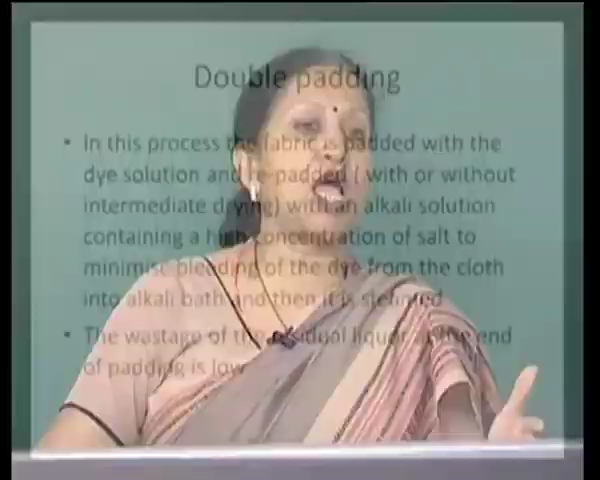 Double padding
• In this process the fabric is padded with the
dye solution and re-padded ( with or without
intermediate drying) with an alkali solution
containing a high concentration of salt to
minimise bleeding of the dye from the cloth
into alkali bath and then it is stenmed
• The wastage of the residual liquor at the end
of padding is low